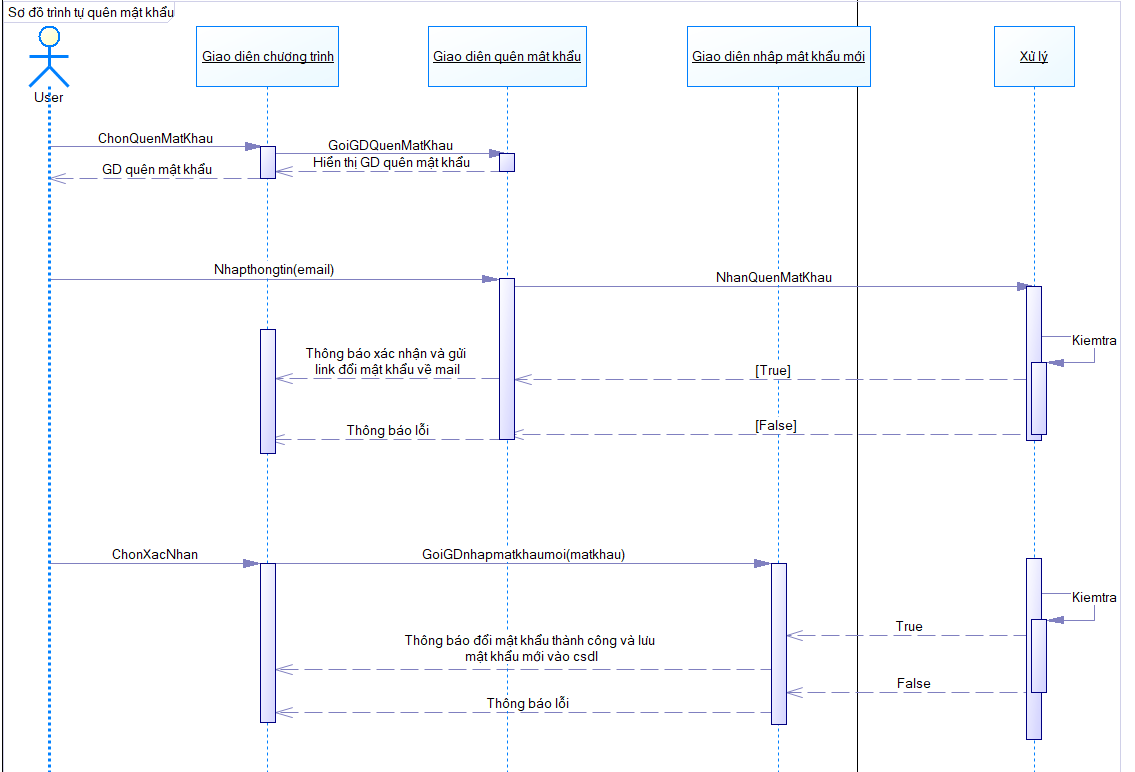 Sơ đồ trình tự quên mật khẩu
User
Giao diện chương trình
Giao diện quên mật khẩu
Giao diện nhập mật khẩu mới
Xử lý
ChonQuenMatKhau
GoiGDQuenMatKhau
Hiển thị GD quên mật khẩu
GD quên mật khẩu
Nhapthongtin(email)
NhanQuenMatKhau
Kiemtra
Thông báo xác nhận và gửi
link đổi mật khẩu về mail
[True]
[False]
Thông báo lỗi
ChonXacNhan
GoiGDnhapmatkhaumoi(matkhau)
Kiemtra
True
Thông báo đổi mật khẩu thành công và lưu
mật khẩu mới vào csdl
False
Thông báo lỗi